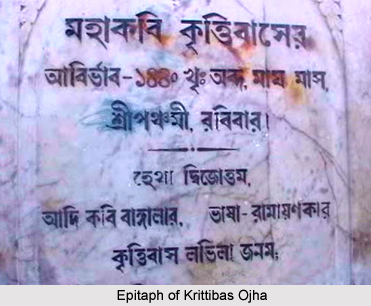 মহাকবি কৃত্তিবাসের
আবির্ভাব-১৪৪০ খৃঃ অব্দ, মাঘ মাস,
শ্রীপঞ্চমী, রবিবার।
হেথা দ্বিজোত্তম,
আদি কবি বাঙ্গালার, ভাষা-রামায়ণকার
কৃত্তিবাস লভিলা জনম;
Epitaph of Krittibas Ojha